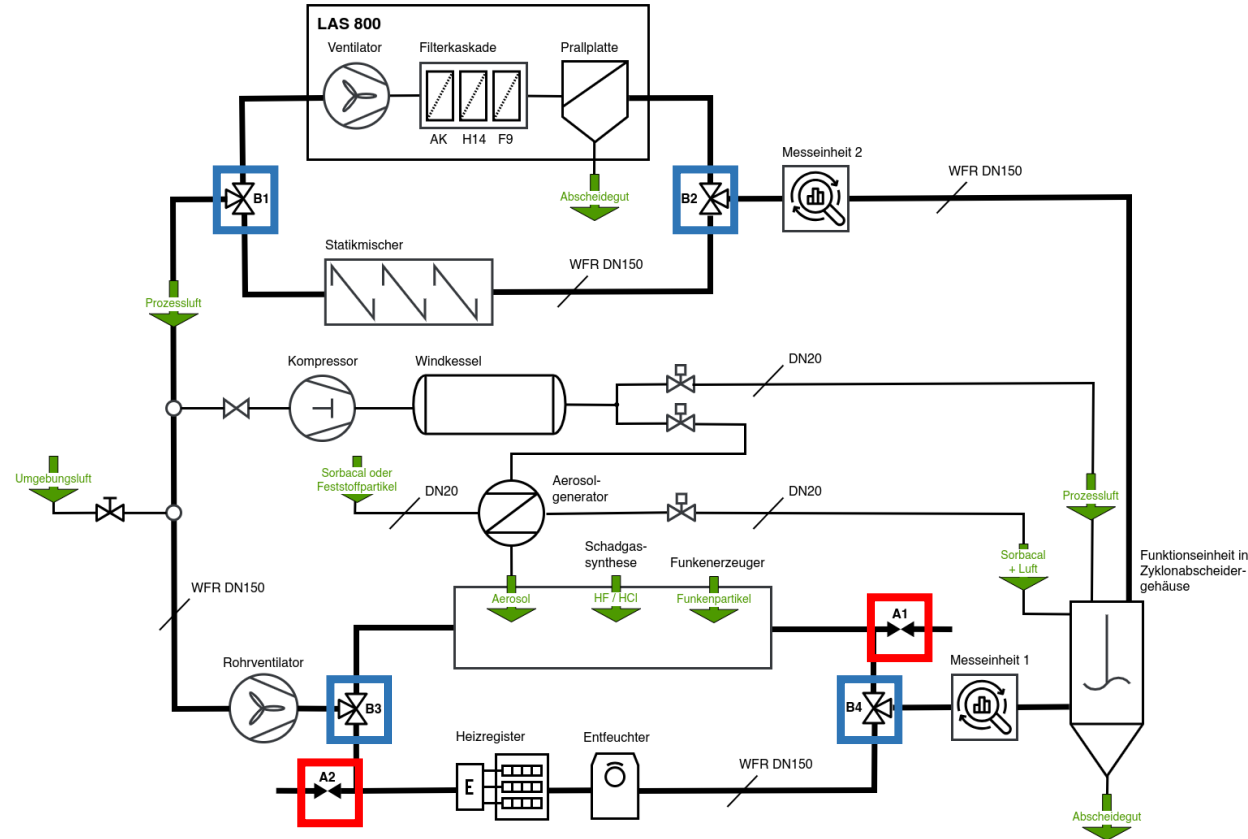 LAS 800
Ventilator
Filterkaskade
Prallplatte
AK
H14
F9
Messeinheit 2
WFR DN150
B1
B2
Abscheidegut
Statikmischer
WFR DN150
Prozessluft
Kompressor
Windkessel
DN20
Umgebungsluft
Sorbacal oder
Feststoffpartikel
DN20
Aerosol-
generator
DN20
Prozessluft
Schadgas-
synthese
Funkenerzeuger
Sorbacal
+ Luft
Funktionseinheit in
Zyklonabscheider-
gehäuse
WFR DN150
Aerosol
HF / HCl
Funkenpartikel
A1
Rohrventilator
Messeinheit 1
B3
B4
Heizregister
Entfeuchter
WFR DN150
A2
E
Abscheidegut